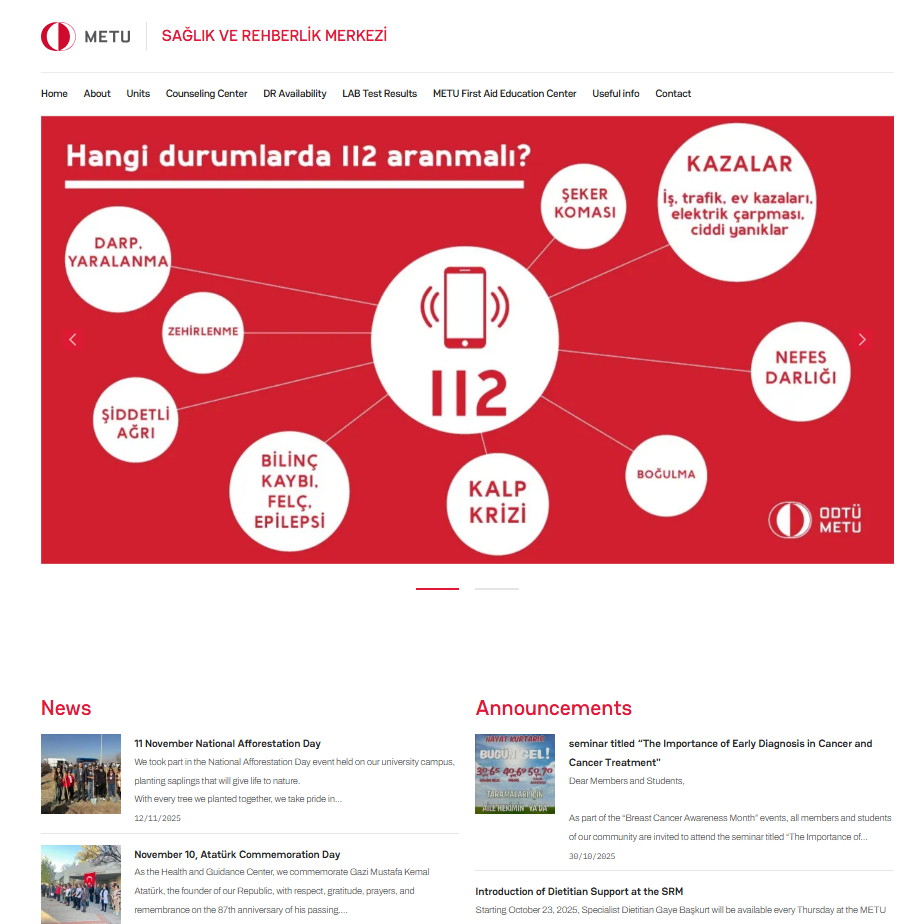 METU
SAĞLIK VE REHBERLİK MERKEZİ
Home About Units Counseling Center DR Availability LAB Test Results METU First Aid Education Center Useful info Contact
Hangi durumlarda 112 aranmalı?
DARP,
YARALANMA
ZEHİRLENME
ŞİDDETLİ
AĞRI
BİLİNÇ
KAYBI,
FELÇ,
EPİLEPSİ
112
KALP
KRİZİ
ŞEKER
KOMASI
KAZALAR
İş, trafik, ev kazaları,
elektrik çarpması,
ciddi yanıklar
NEFES
DARLIĞI
BOĞULMA
ODTÜ
METU
News
11 November National Afforestation Day
We took part in the National Afforestation Day event held on our university campus,
planting saplings that will give life to nature.
With every tree we planted together, we take pride in...
12/11/2025
November 10, Atatürk Commemoration Day
As the Health and Guidance Center, we commemorate Gazi Mustafa Kemal
Atatürk, the founder of our Republic, with respect, gratitude, prayers, and
remembrance on the 87th anniversary of his passing....
Announcements
HAYAT KURTARIR
BUGÜN GEL!
30-65 40-69 50-70
TARAMALAR İÇİN
AİLE HEKİMİN YA DA
seminar titled “The Importance of Early Diagnosis in Cancer and
Cancer Treatment"
Dear Members and Students,
As part of the “Breast Cancer Awareness Month” events, all members and students
of our community are invited to attend the seminar titled “The Importance of...
30/10/2025
Introduction of Dietitian Support at the SRM
Starting October 23, 2025, Specialist Dietitian Gaye Başkurt will be available every Thursday at the METU